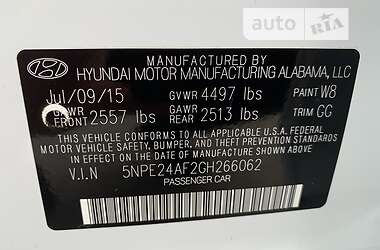 auto RIA
MANUFACTURED BY
HYUNDAI MOTOR MANUFACTURING ALABAMA, LLC
Jul/09/15 GVWR 4497 lbs PAINT W8
GAWR FRONT 2557 lbs GAWR REAR 2513 lbs TRIM GG
THIS VEHICLE CONFORMS TO ALL APPLICABLE U.S.A. FEDERAL
MOTOR VEHICLE SAFETY, BUMPER, AND THEFT PREVENTION STANDARDS
IN EFFECT ON THE DATE OF MANUFACTURE SHOWN ABOVE.
V.I.N 5NPE24AF2GH266062
PASSENGER CAR